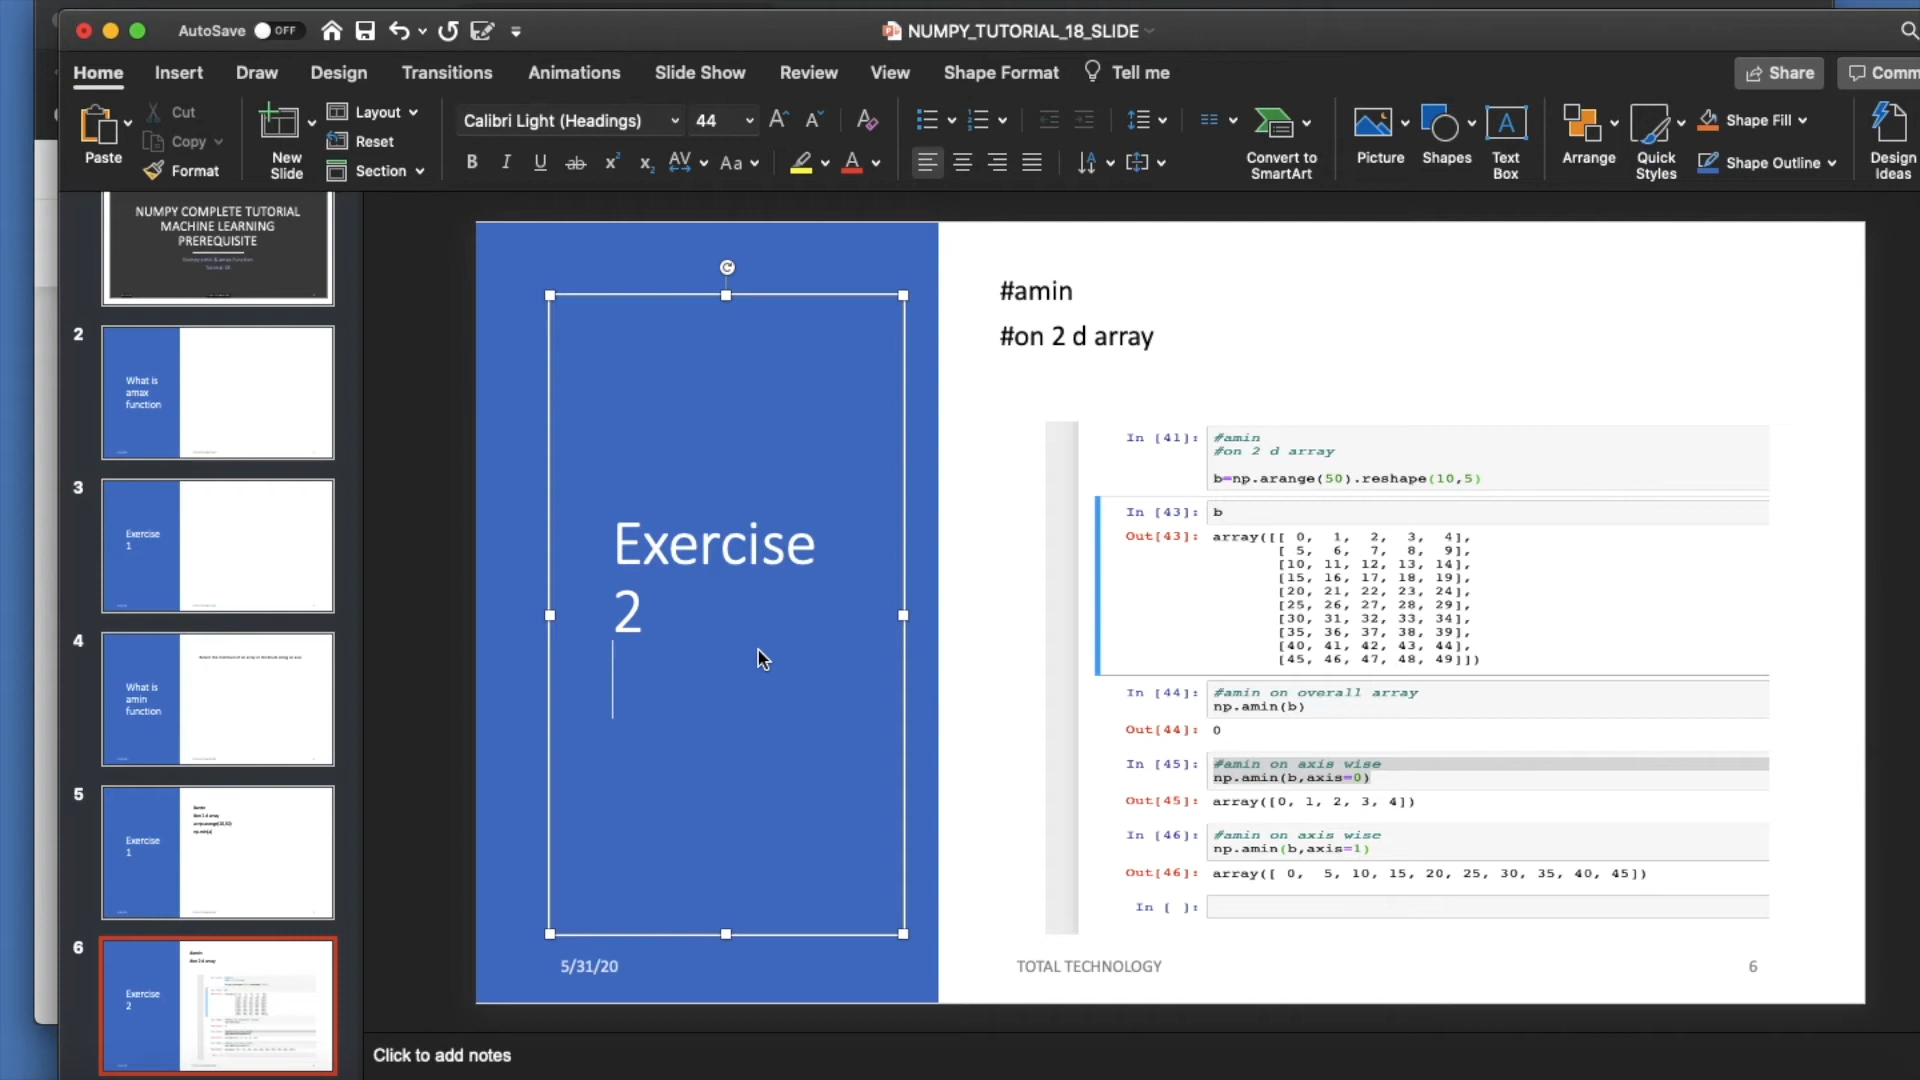 AutoSave OFF
NUMPY_TUTORIAL_18_SLIDE
Home Insert Draw Design Transitions Animations Slide Show Review View Shape Format Tell me
Share Comm
Paste
Cut
Copy
Format
New Slide
Layout
Reset
Section
Calibri Light (Headings) 44
Convert to SmartArt
Picture
Shapes
Text Box
Arrange
Quick Styles
Shape Fill
Shape Outline
Design Ideas
NUMPY COMPLETE TUTORIAL
MACHINE LEARNING
PREREQUISITE
2
What is
amax
function
3
Exercise
1
4
What is
amin
function
5
Exercise
1
6
Exercise
2
Exercise
2
5/31/20
#amin
#on 2 d array
In [41]: #amin
#on 2 d array
b=np.arange(50).reshape(10,5)
In [43]: b
Out[43]: array([[ 0, 1, 2, 3, 4],
[ 5, 6, 7, 8, 9],
[10, 11, 12, 13, 14],
[15, 16, 17, 18, 19],
[20, 21, 22, 23, 24],
[25, 26, 27, 28, 29],
[30, 31, 32, 33, 34],
[35, 36, 37, 38, 39],
[40, 41, 42, 43, 44],
[45, 46, 47, 48, 49]])
In [44]: #amin on overall array
np.amin(b)
Out[44]: 0
In [45]: #amin on axis wise
np.amin(b,axis=0)
Out[45]: array([0, 1, 2, 3, 4])
In [46]: #amin on axis wise
np.amin(b,axis=1)
Out[46]: array([ 0, 5, 10, 15, 20, 25, 30, 35, 40, 45])
In [ ]:
TOTAL TECHNOLOGY
6
Click to add notes